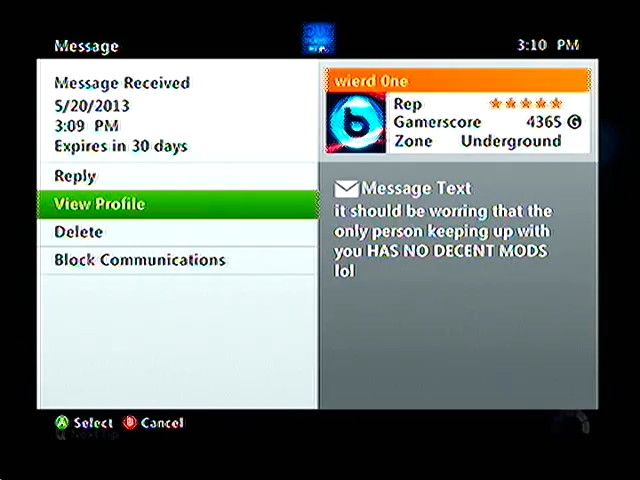 Message
3:10 PM
Message Received
5/20/2013
3:09 PM
Expires in 30 days
Reply
View Profile
Delete
Block Communications
wierd 0ne
Rep
Gamerscore 4365 G
Zone Underground
Message Text
it should be worring that the
only person keeping up with
you HAS NO DECENT MODS
lol
A Select B Cancel